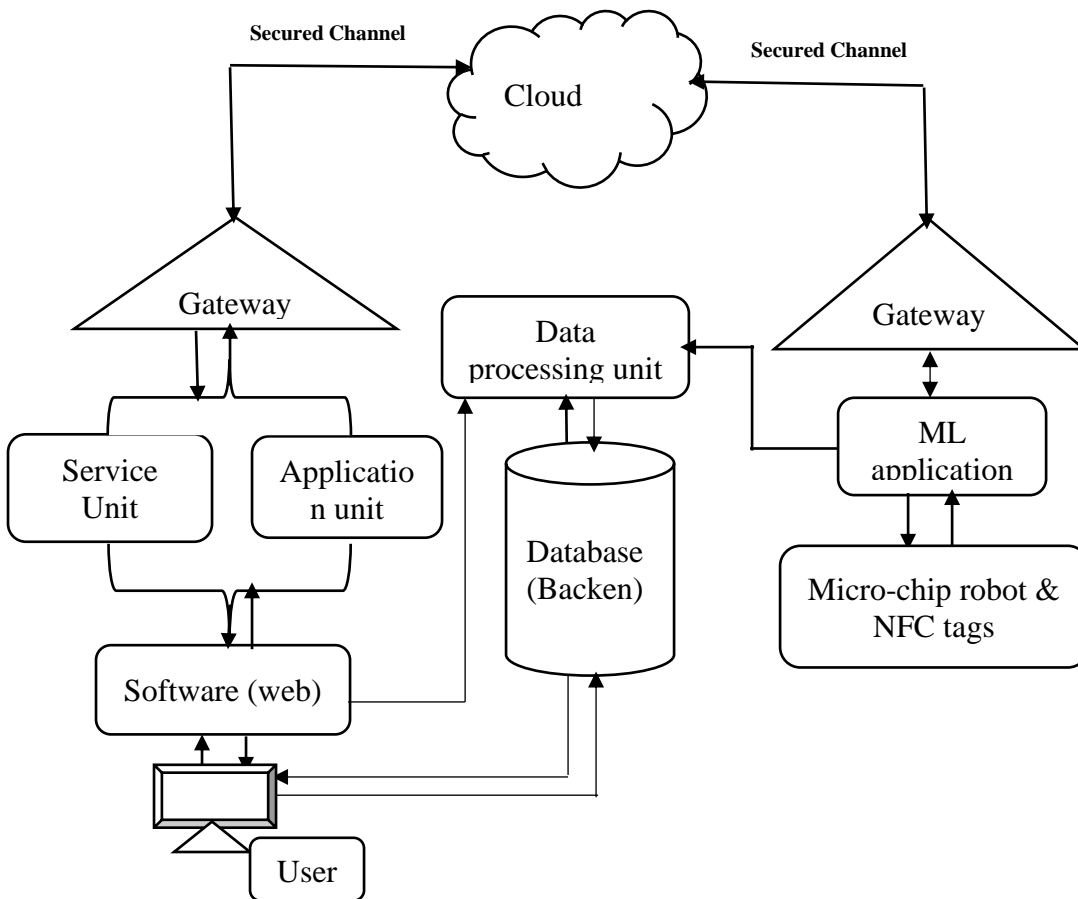 Secured Channel
Secured Channel
Cloud
Gateway
Gateway
Data
processing unit
ML
application
Service
Unit
Applicatio
n unit
Database
(Backen)
Micro-chip robot &
NFC tags
Software (web)
User